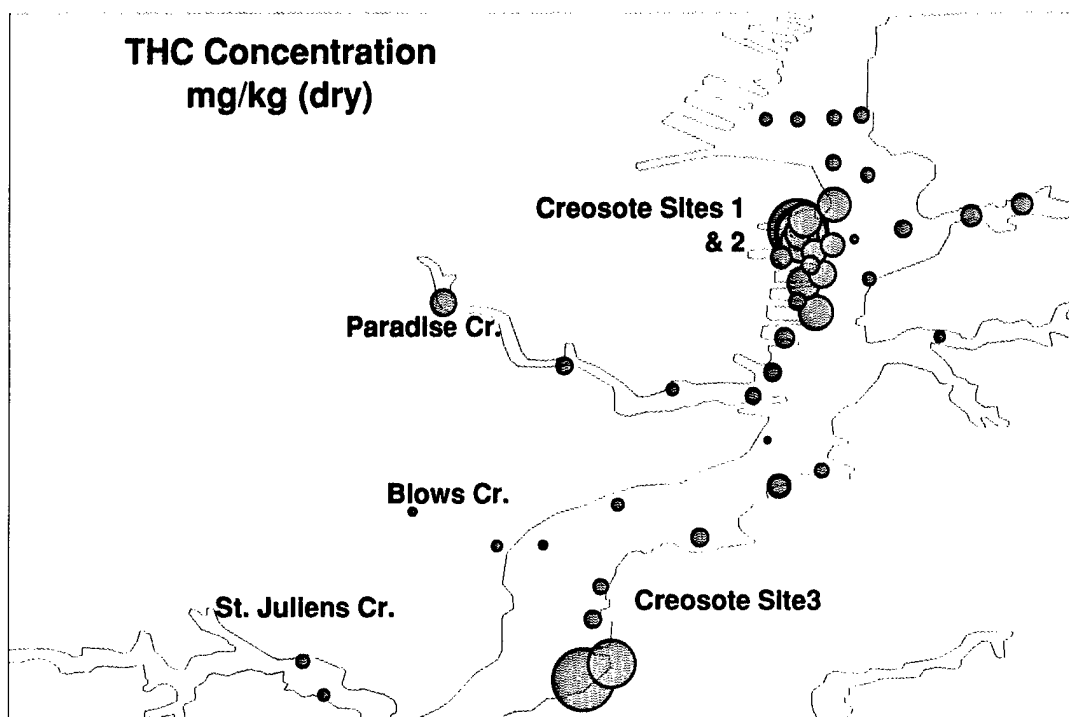 THC Concentration
mg/kg (dry)
Creosote Sites 1
& 2
Paradise Cr.
Blows Cr.
St. Juliens Cr.
Creosote Site3